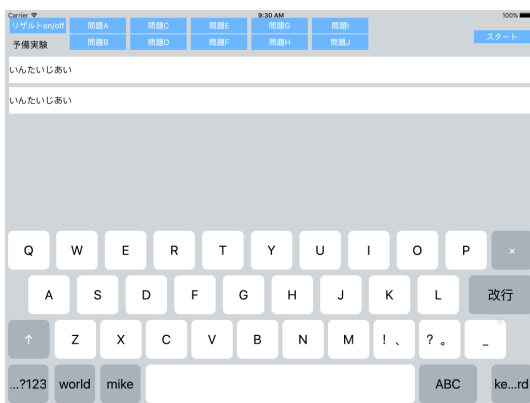 Carrier 9:30 AM 100%
リザルトon/off 問題A 問題C 問題E 問題G 問題I
予備実験 問題B 問題D 問題F 問題H 問題J スタート
いんたいじあい
いんたいじあい
Q W E R T Y U I O P ×
A S D F G H J K L 改行
↑ Z X C V B N M ! 、 ? 。 _
...?123 world mike ABC ke...rd